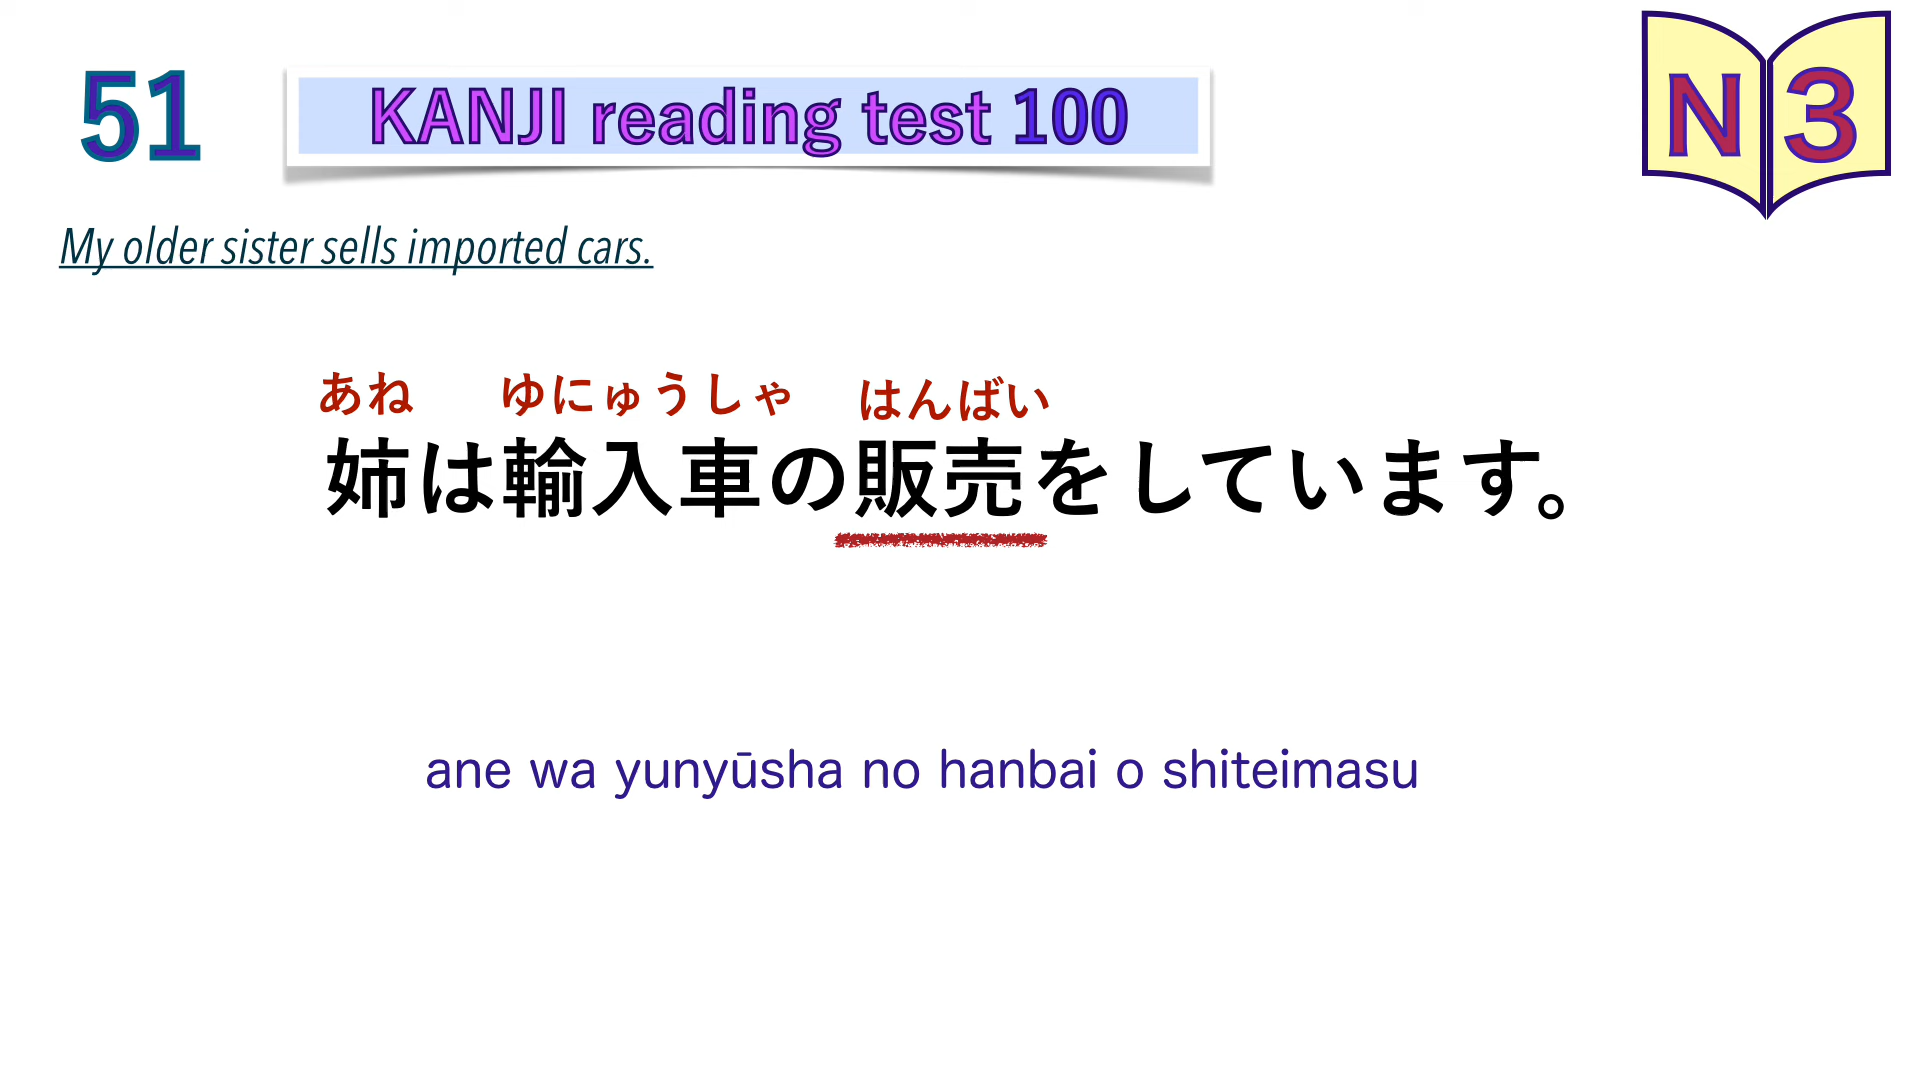 51
KANJI reading test 100
N 3
My older sister sells imported cars.
あね ゆにゅうしゃ はんばい
姉は輸入車の販売をしています。
ane wa yunyūsha no hanbai o shiteimasu